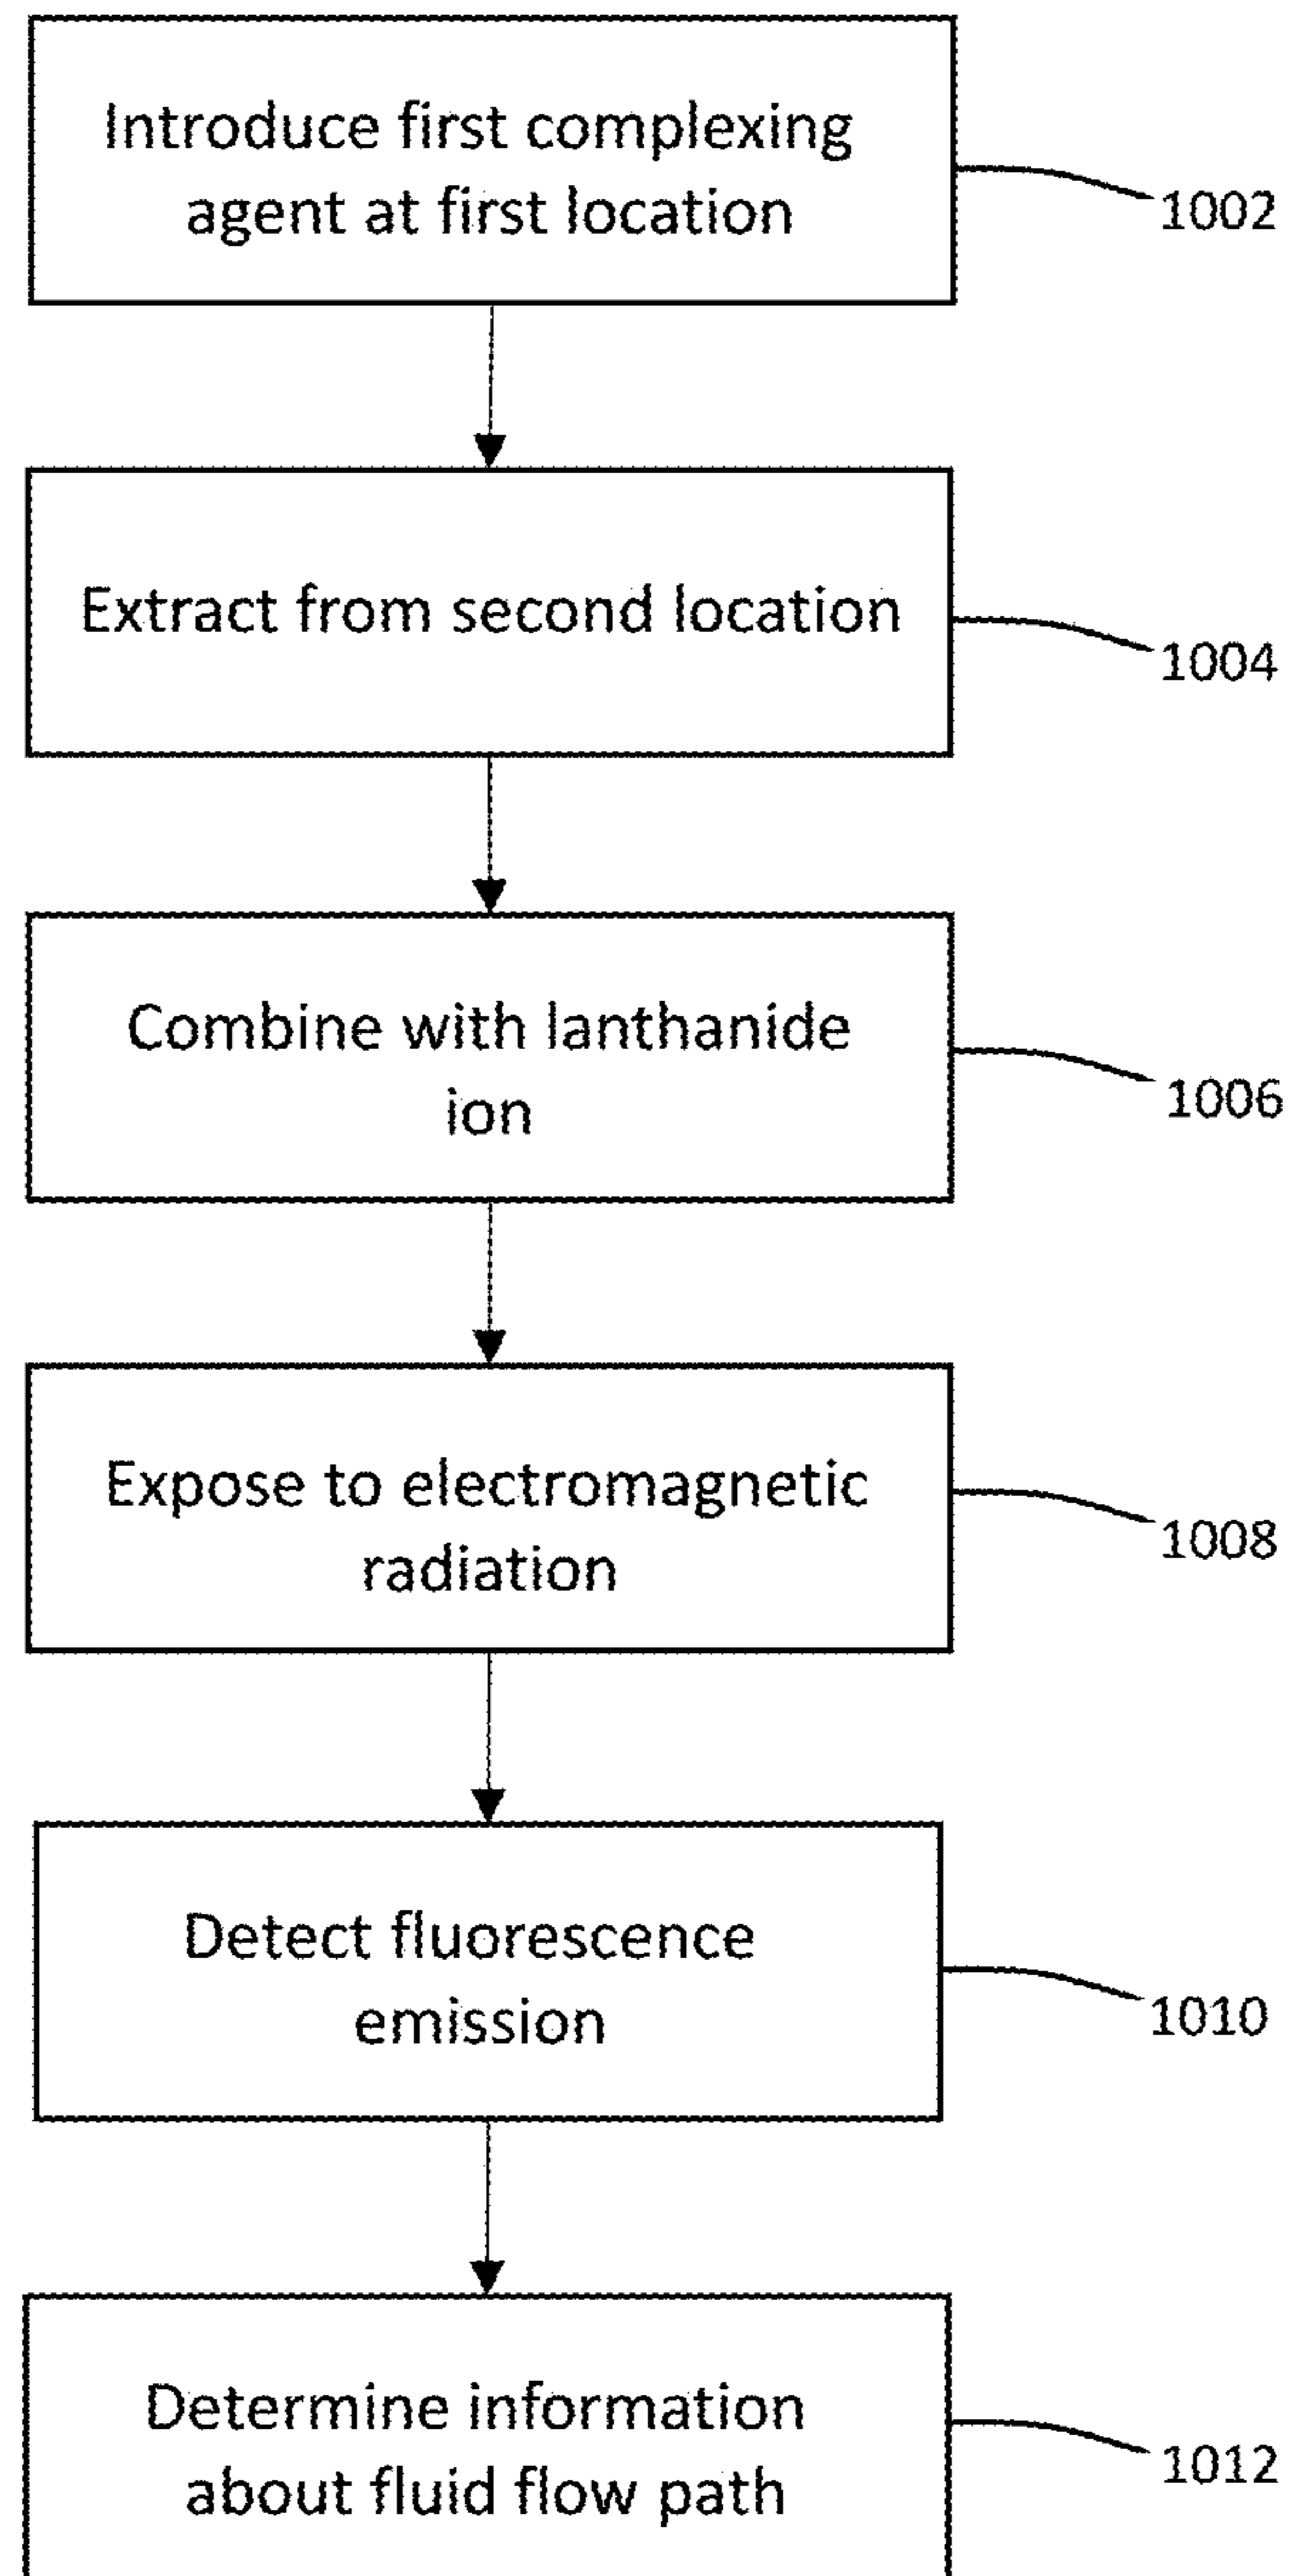 Introduce first complexing
agent at first location
1002
Extract from second location
1004
Combine with lanthanide
ion
1006
Expose to electromagnetic
radiation
1008
Detect fluorescence
emission
1010
Determine information
about fluid flow path
1012